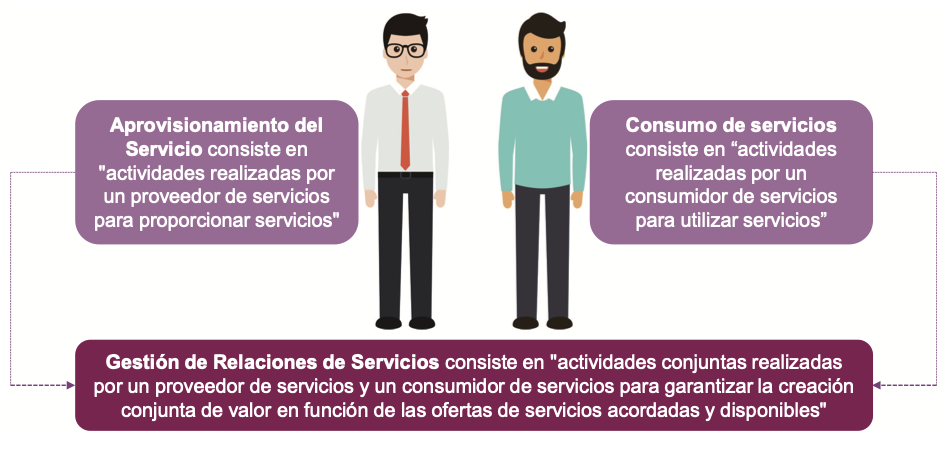 Aprovisionamiento del
Servicio consiste en
"actividades realizadas por
un proveedor de servicios
para proporcionar servicios"
Consumo de servicios
consiste en “actividades
realizadas por un
consumidor de servicios
para utilizar servicios”
Gestión de Relaciones de Servicios consiste en "actividades conjuntas realizadas
por un proveedor de servicios y un consumidor de servicios para garantizar la creación
conjunta de valor en función de las ofertas de servicios acordadas y disponibles"